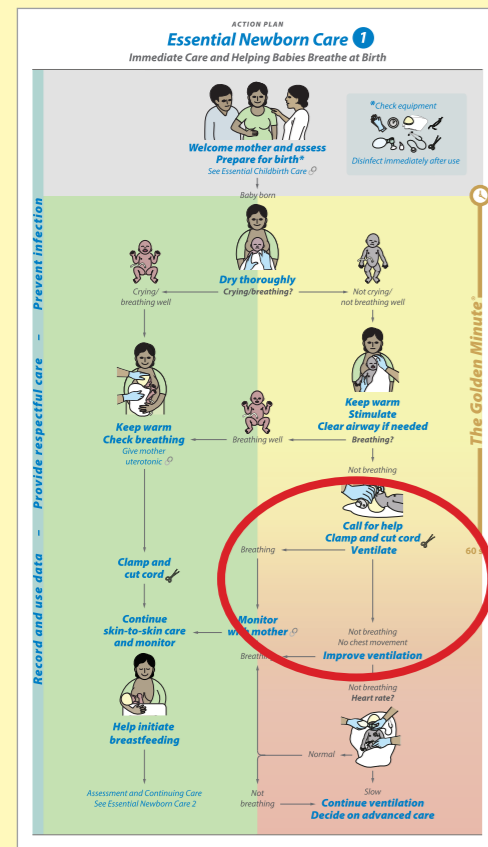 ACTION PLAN
Essential Newborn Care 1
Immediate Care and Helping Babies Breathe at Birth
Welcome mother and assess
Prepare for birth*
See Essential Childbirth Care
*Check equipment
Disinfect immediately after use
Baby born
Dry thoroughly
Crying/breathing?
Crying/
breathing well
Not crying/
not breathing well
Keep warm
Check breathing
Give mother
uterotonic
Breathing well
Keep warm
Stimulate
Clear airway if needed
Breathing?
Not breathing
Call for help
Clamp and cut cord
Ventilate
Breathing
Clamp and
cut cord
Continue
skin-to-skin care
and monitor
Monitor
with mother
Not breathing
No chest movement
Breathing
Improve ventilation
Not breathing
Heart rate?
Help initiate
breastfeeding
Normal
Assessment and Continuing Care
See Essential Newborn Care 2
Not
breathing
Slow
Continue ventilation
Decide on advanced care
Record and use data – Provide respectful care – Prevent infection
The Golden Minute®
60 s